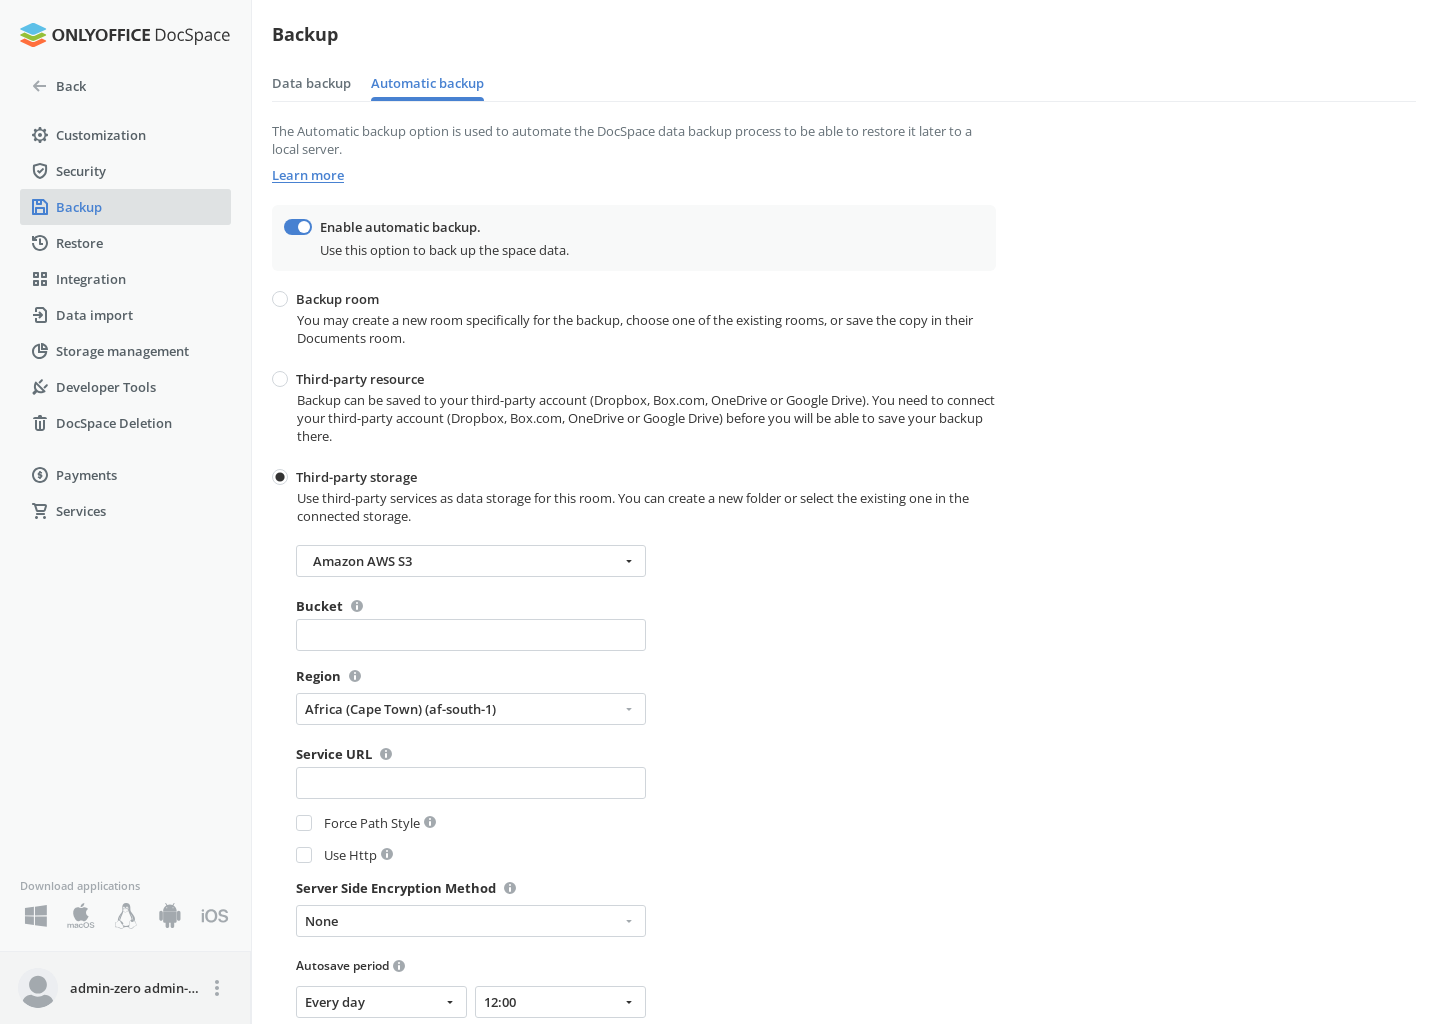 ONLYOFFICE DocSpace
Back
Customization
Security
Backup
Restore
Integration
Data import
Storage management
Developer Tools
DocSpace Deletion
Payments
Services
Download applications
macOS
iOS
admin-zero admin-...
Backup
Data backup
Automatic backup
The Automatic backup option is used to automate the DocSpace data backup process to be able to restore it later to a
local server.
Learn more
Enable automatic backup.
Use this option to back up the space data.
Backup room
You may create a new room specifically for the backup, choose one of the existing rooms, or save the copy in their
Documents room.
Third-party resource
Backup can be saved to your third-party account (Dropbox, Box.com, OneDrive or Google Drive). You need to connect
your third-party account (Dropbox, Box.com, OneDrive or Google Drive) before you will be able to save your backup
there.
Third-party storage
Use third-party services as data storage for this room. You can create a new folder or select the existing one in the
connected storage.
Amazon AWS S3
Bucket
Region
Africa (Cape Town) (af-south-1)
Service URL
Force Path Style
Use Http
Server Side Encryption Method
None
Autosave period
Every day
12:00